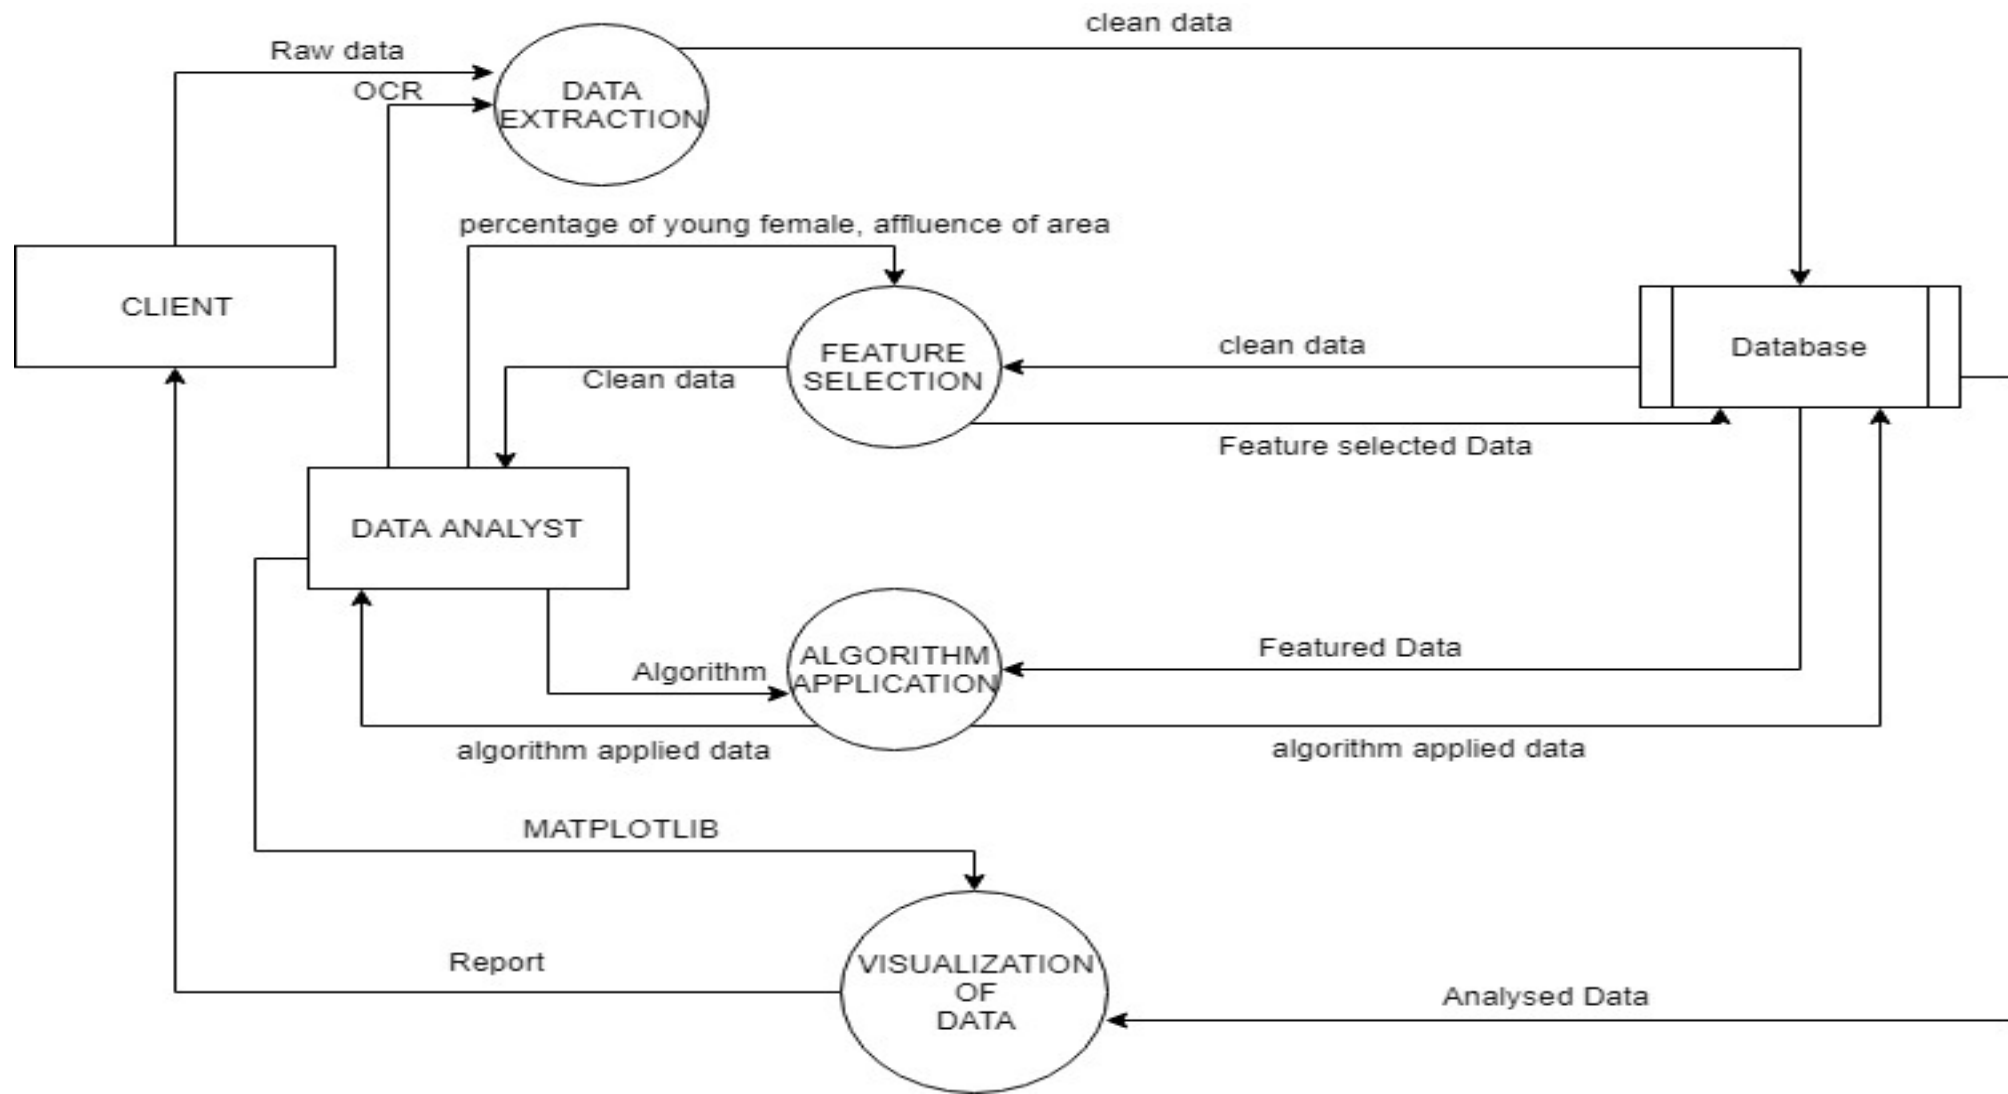 clean data
Raw data
OCR
DATA
EXTRACTION
percentage of young female, affluence of area
CLIENT
FEATURE
SELECTION
clean data
Database
Clean data
Feature selected Data
DATA ANALYST
ALGORITHM
APPLICATION
Featured Data
Algorithm
algorithm applied data
algorithm applied data
MATPLOTLIB
Report
VISUALIZATION
OF
DATA
Analysed Data